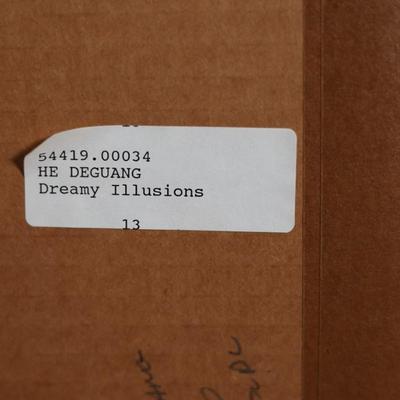 54419.00034
HE DEGUANG
Dreamy Illusions
13